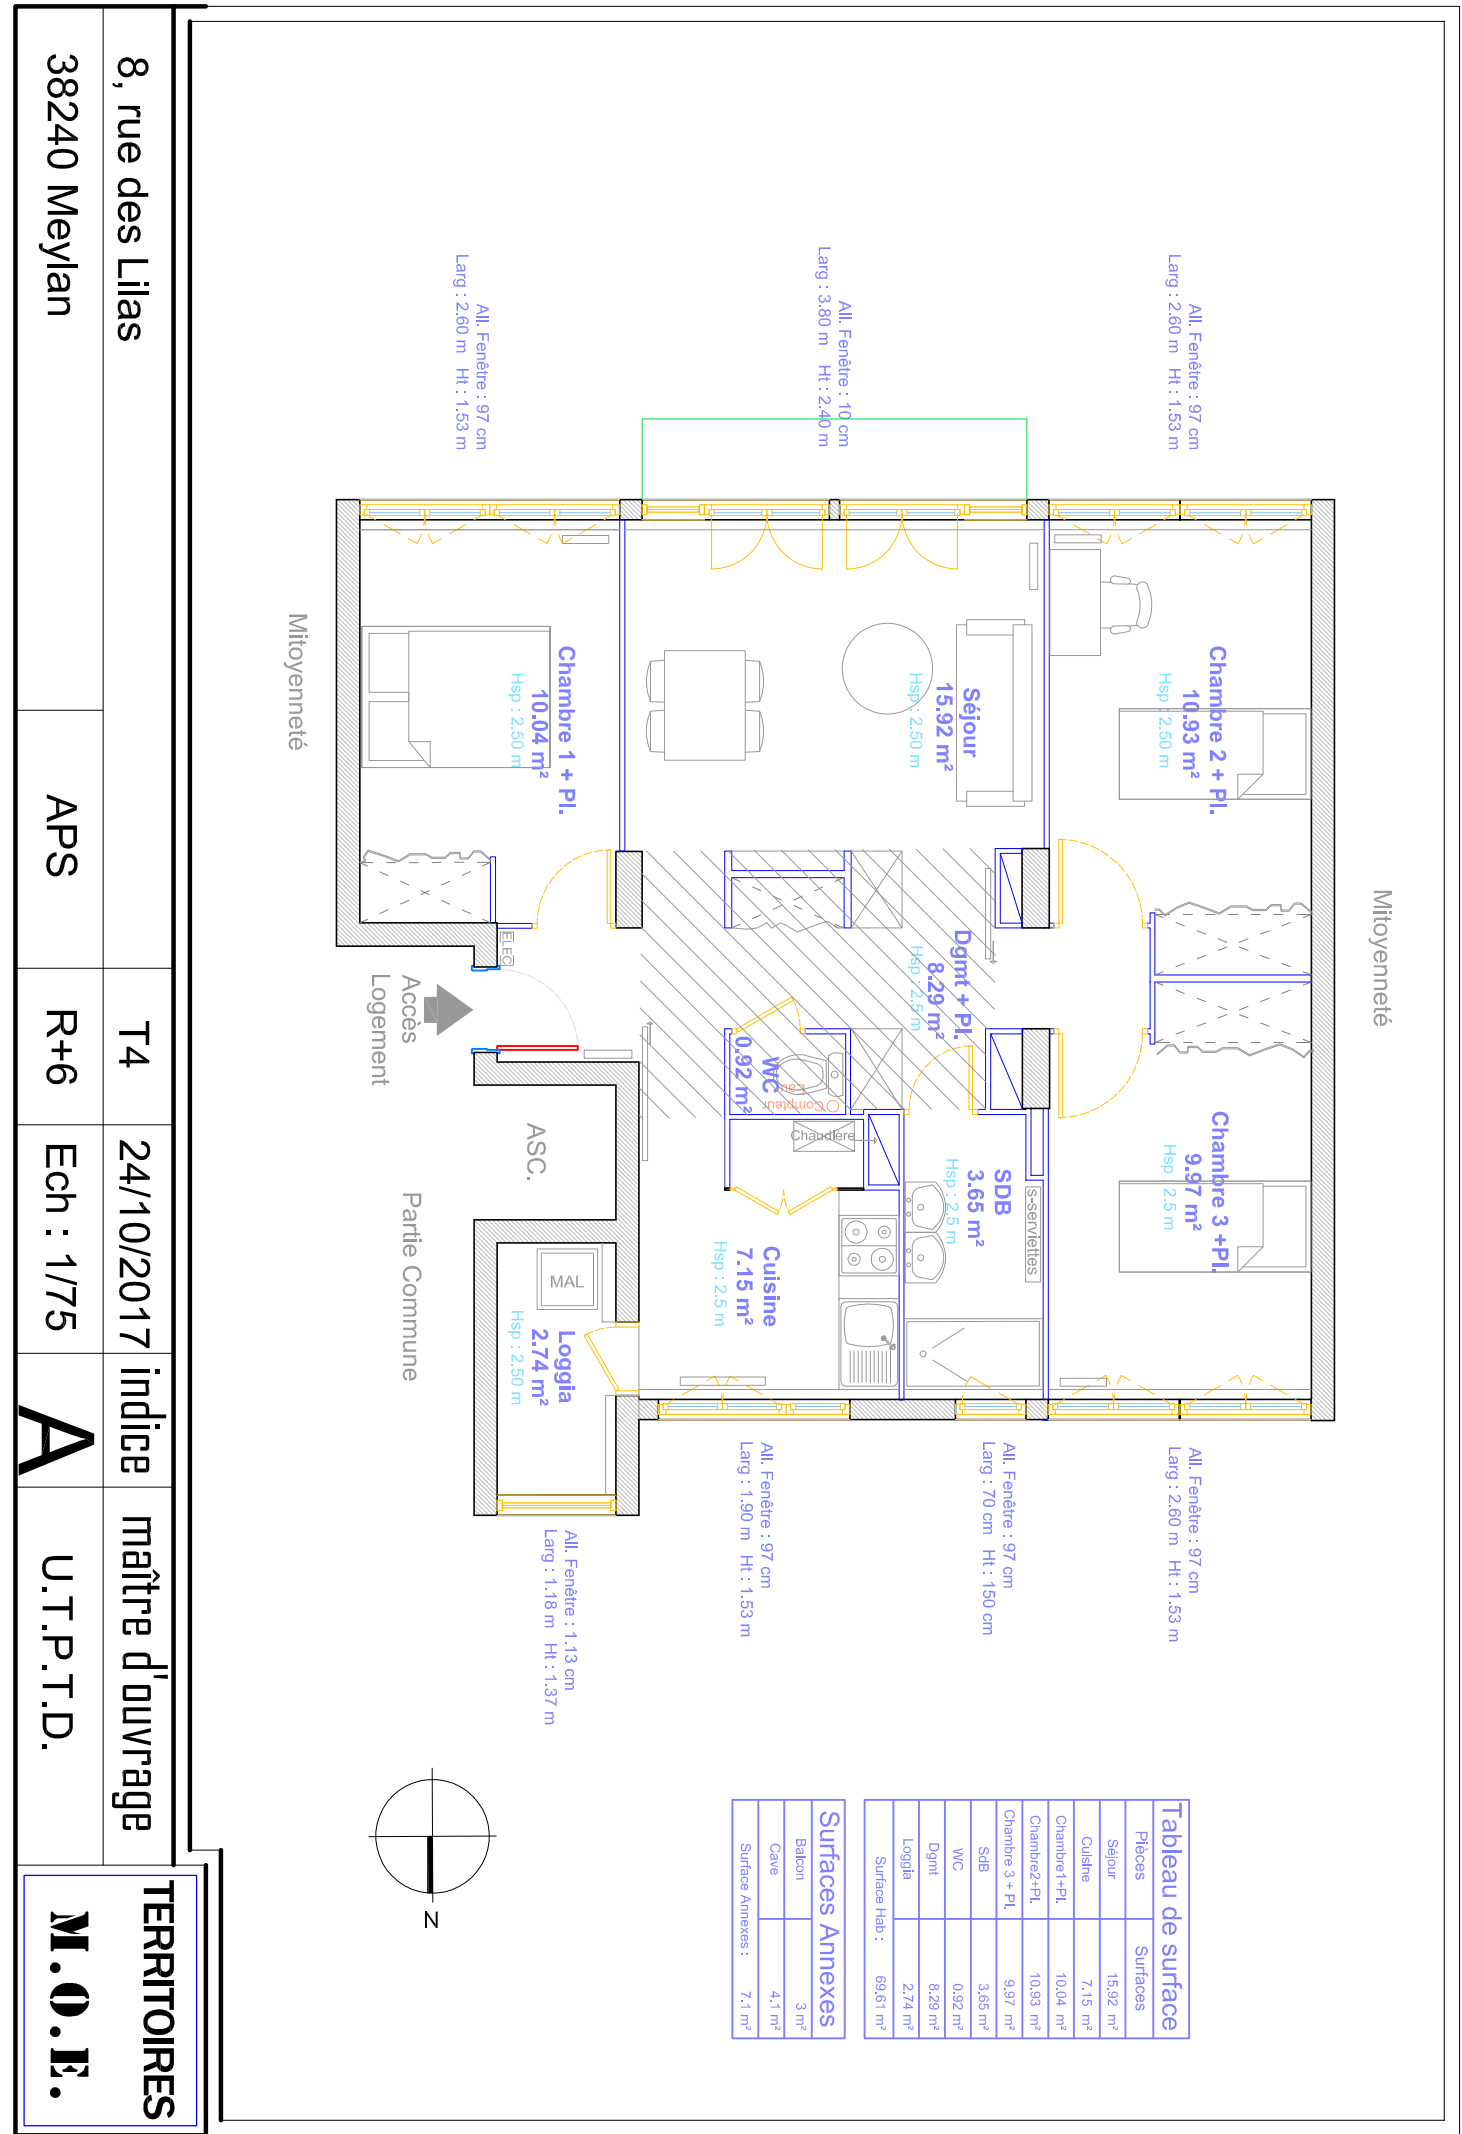 Mitoyenneté
All. Fenêtre : 97 cm
Larg : 2.60 m Ht : 1.53 m
All. Fenêtre : 10 cm
Larg : 3.80 m Ht : 2.40 m
All. Fenêtre : 97 cm
Larg : 2.60 m Ht : 1.53 m
Chambre 2 + Pl.
10.93 m²
Hsp : 2.50 m
Séjour
15.92 m²
Hsp : 2.50 m
Chambre 1 + Pl.
10.04 m²
Hsp : 2.50 m
Mitoyenneté
Dgmt + Pl.
8.29 m²
Hsp : 2.5 m
ELEC
Accès
Logement
WC
0.92 m²
Compteur
Eau
Chaudière
Chambre 3 +Pl.
9.97 m²
Hsp : 2.5 m
SDB
3.65 m²
Hsp : 2.5 m
s-serviettes
Cuisine
7.15 m²
Hsp : 2.5 m
ASC.
Partie Commune
MAL
Loggia
2.74 m²
Hsp : 2.50 m
All. Fenêtre : 97 cm
Larg : 2.60 m Ht : 1.53 m
All. Fenêtre : 97 cm
Larg : 70 cm Ht : 150 cm
All. Fenêtre : 97 cm
Larg : 1.90 m Ht : 1.53 m
All. Fenêtre : 1.13 cm
Larg : 1.18 m Ht : 1.37 m
Tableau de surface
Pièces Surfaces
Séjour 15.92 m²
Cuisine 7.15 m²
Chambre1+Pl. 10.04 m²
Chambre2+Pl. 10.93 m²
Chambre 3 + Pl. 9.97 m²
SdB 3.65 m²
WC 0.92 m²
Dgmt 8.29 m²
Loggia 2.74 m²
Surface Hab : 69.61 m²
Surfaces Annexes
Balcon 3 m²
Cave 4.1 m²
Surface Annexes : 7.1 m²
N
8, rue des Lilas
38240 Meylan
APS
T4
R+6
24/10/2017
Ech : 1/75
indice
A
maître d'ouvrage
U.T.P.T.D.
TERRITOIRES
M.O.E.